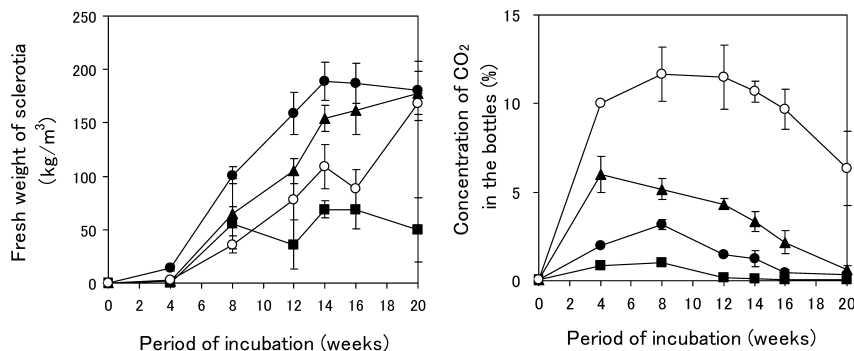 250
200
150
100
50
0
0 2 4 6 8 10 12 14 16 18 20
Fresh weight of sclerotia
(kg/m³)
Period of incubation (weeks)
15
10
5
0
0 2 4 6 8 10 12 14 16 18 20
Concentration of CO₂
in the bottles (%)
Period of incubation (weeks)